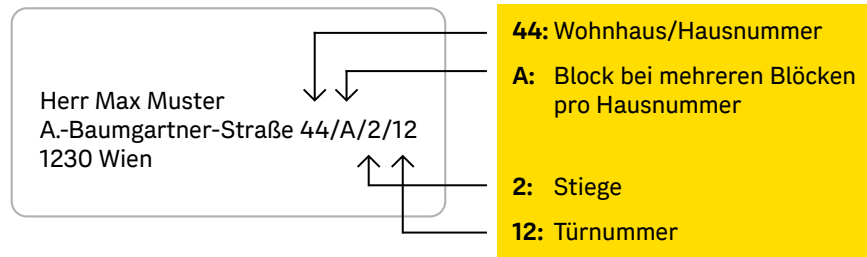 Herr Max Muster
A.-Baumgartner-Straße 44/A/2/12
1230 Wien
44: Wohnhaus/Hausnummer
A: Block bei mehreren Blöcken
pro Hausnummer
2: Stiege
12: Türnummer